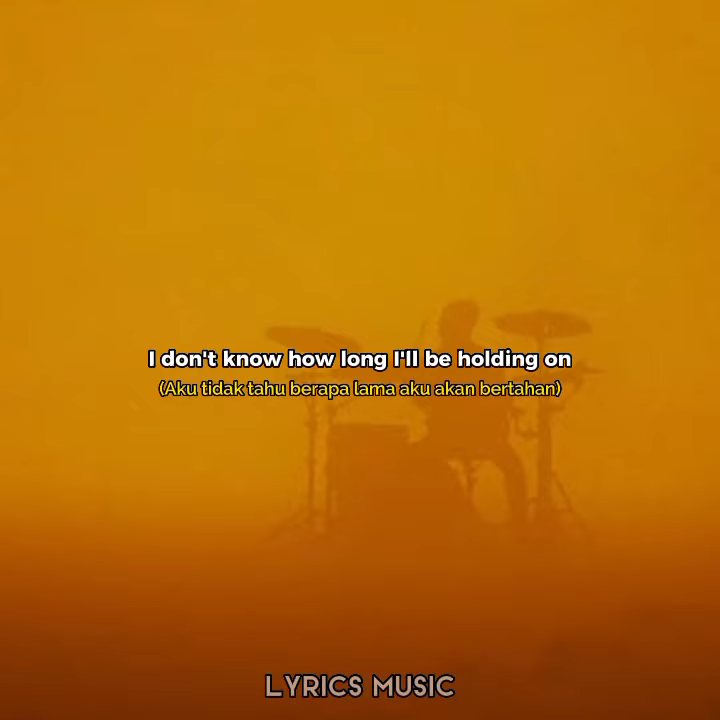 I don't know how long I'll be holding on
(Aku tidak tahu berapa lama aku akan bertahan)
LYRICS MUSIC